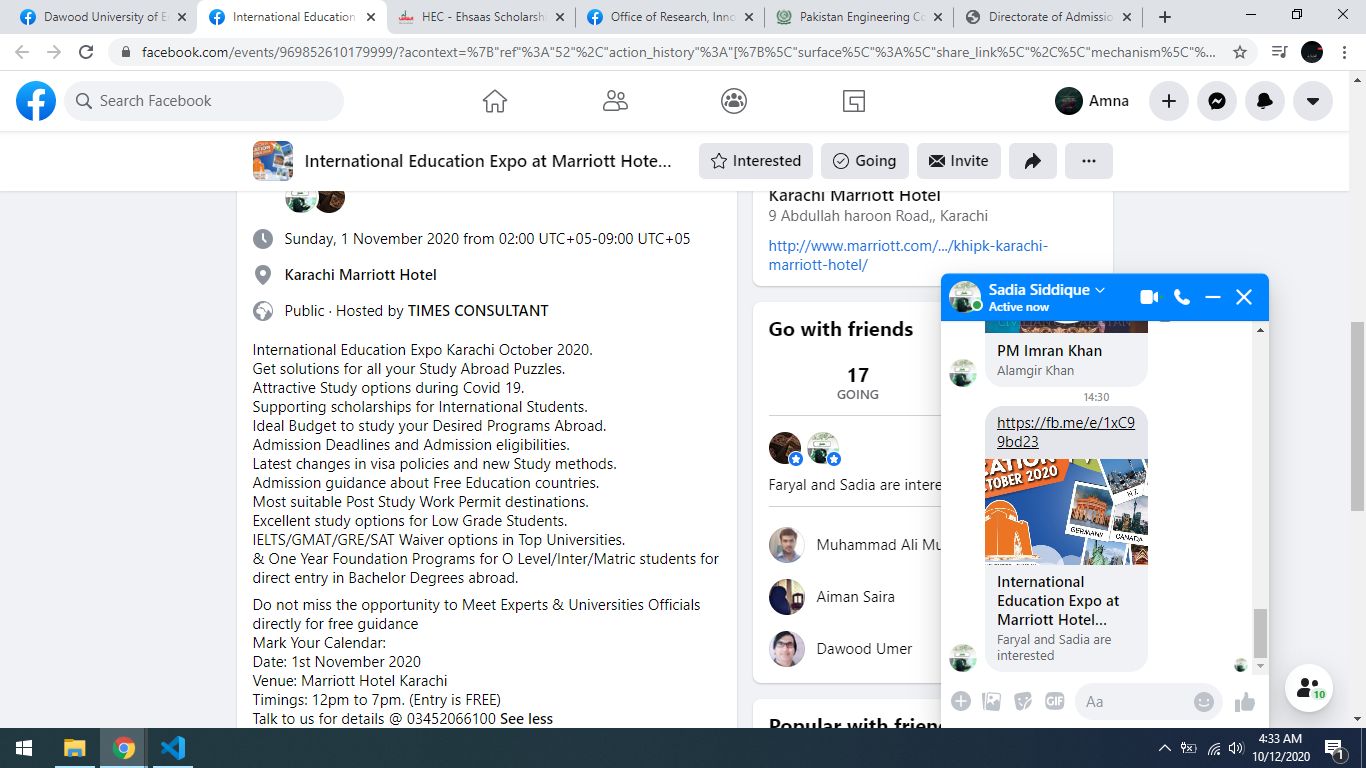 Dawood University of E
International Education
HEC - Ehsaas Scholarsh
Office of Research, Inno
Pakistan Engineering Co
Directorate of Admissio
facebook.com/events/969852610179999/?acontext=%7B"ref"%3A"52"%2C"action_history"%3A"[%7B%5C"surface%5C"%3A%5C"share_link%5C"%2C%5C"mechanism%5C"%...
Search Facebook
Amna
International Education Expo at Marriott Hote...
Interested
Going
Invite
Sunday, 1 November 2020 from 02:00 UTC+05-09:00 UTC+05
Karachi Marriott Hotel
Public · Hosted by TIMES CONSULTANT
International Education Expo Karachi October 2020.
Get solutions for all your Study Abroad Puzzles.
Attractive Study options during Covid 19.
Supporting scholarships for International Students.
Ideal Budget to study your Desired Programs Abroad.
Admission Deadlines and Admission eligibilities.
Latest changes in visa policies and new Study methods.
Admission guidance about Free Education countries.
Most suitable Post Study Work Permit destinations.
Excellent study options for Low Grade Students.
IELTS/GMAT/GRE/SAT Waiver options in Top Universities.
& One Year Foundation Programs for O Level/Inter/Matric students for
direct entry in Bachelor Degrees abroad.
Do not miss the opportunity to Meet Experts & Universities Officials
directly for free guidance
Mark Your Calendar:
Date: 1st November 2020
Venue: Marriott Hotel Karachi
Timings: 12pm to 7pm. (Entry is FREE)
Talk to us for details @ 03452066100 See less
Karachi Marriott Hotel
9 Abdullah haroon Road,, Karachi
http://www.marriott.com/.../khipk-karachi-
marriott-hotel/
Go with friends
17
GOING
Faryal and Sadia are intere
Muhammad Ali Mu
Aiman Saira
Dawood Umer
Popular with friend
Sadia Siddique
Active now
PM Imran Khan
Alamgir Khan
14:30
https://fb.me/e/1xC9
9bd23
CATION
OCTOBER 2020
N.Z.
GERMANY
CANADA
International
Education Expo at
Marriott Hotel...
Faryal and Sadia are
interested
GIF
Aa
10
4:33 AM
10/12/2020
1